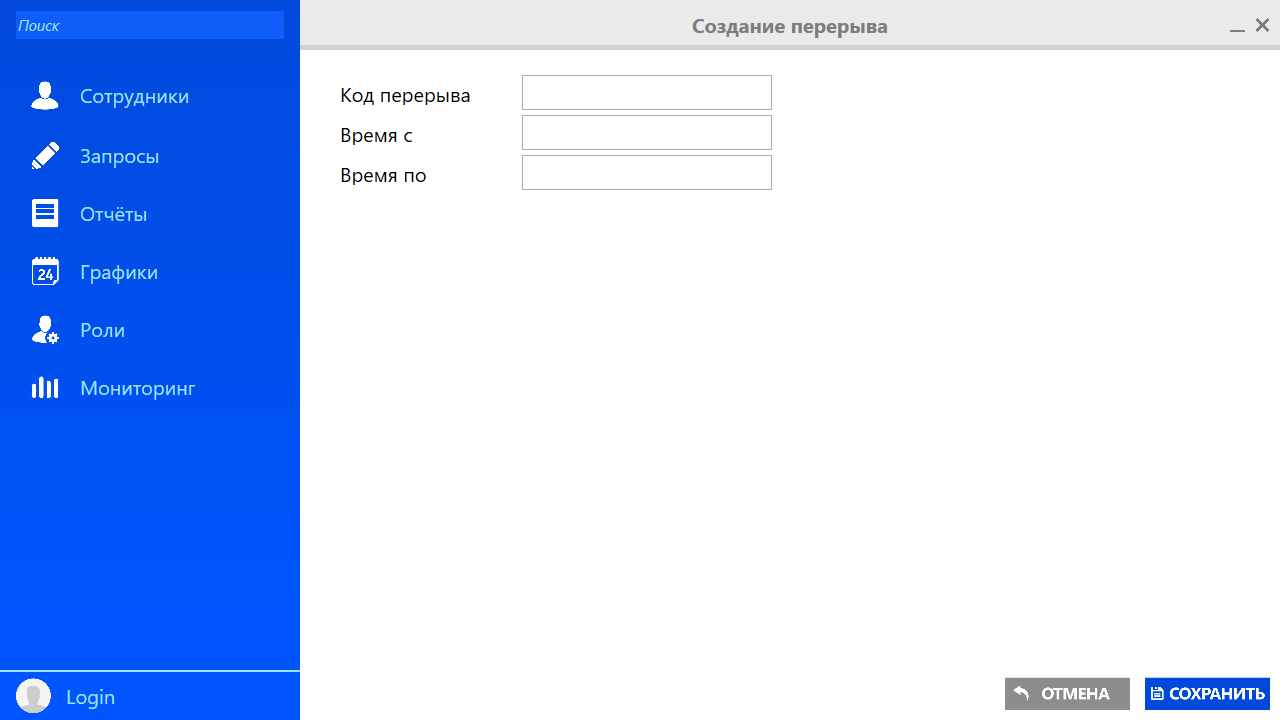 Поиск
Сотрудники
Запросы
Отчёты
24
Графики
Роли
Мониторинг
Login
Создание перерыва
Код перерыва
Время с
Время по
ОТМЕНА
СОХРАНИТЬ